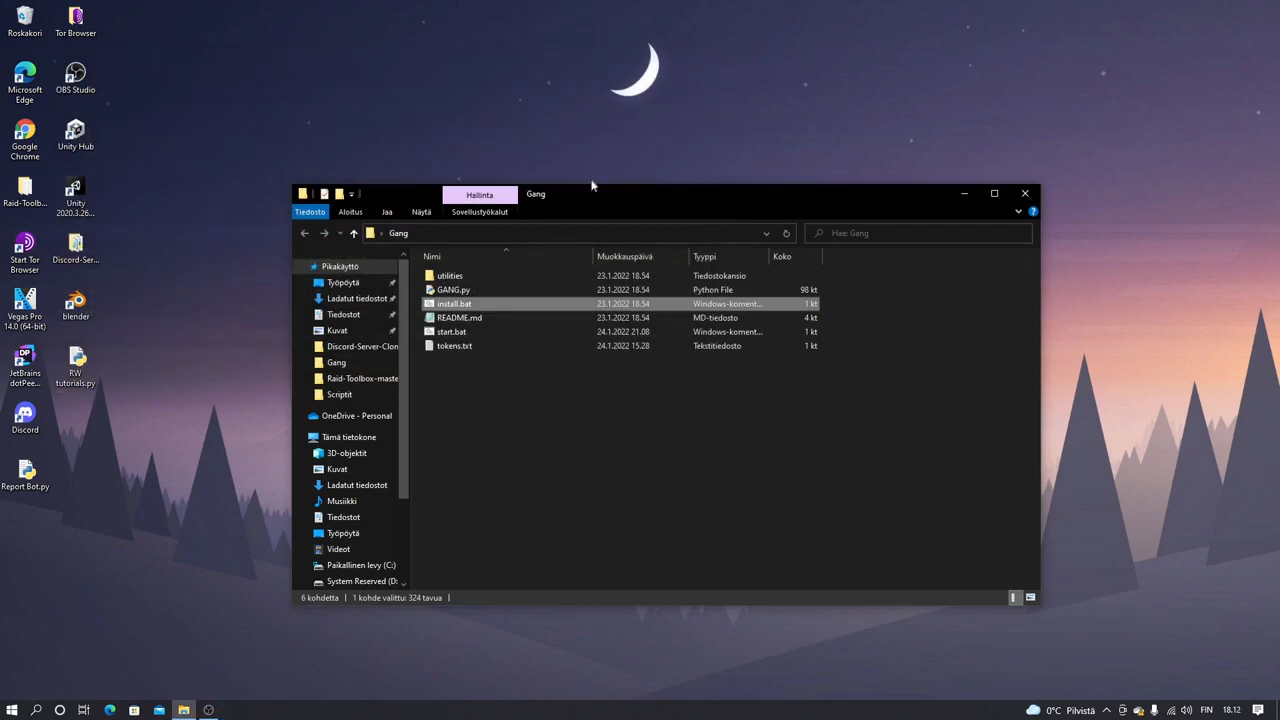 Roskakori
Tor Browser
Microsoft Edge
OBS Studio
Google Chrome
Unity Hub
Raid-Toolb...
Unity 2020.3.26...
Start Tor Browser
Discord-Ser...
Vegas Pro 14.0 (64-bit)
blender
JetBrains dotPee...
RW tutorials.py
Discord
Report Bot.py
Hallinta
Gang
Tiedosto
Aloitus
Jaa
Näytä
Sovellustyökalut
Gang
Hae: Gang
Nimi
Muokkauspäivä
Tyyppi
Koko
Pikakäyttö
Työpöytä
Ladatut tiedostot
Tiedostot
Kuvat
Discord-Server-Clon
Gang
Raid-Toolbox-master
Scriptit
OneDrive - Personal
Tämä tietokone
3D-objektit
Kuvat
Ladatut tiedostot
Musiikki
Tiedostot
Työpöytä
Videot
Paikallinen levy (C:)
System Reserved (D:
utilities 23.1.2022 18.54 Tiedostokansio
GANG.py 23.1.2022 18.54 Python File 98 kt
install.bat 23.1.2022 18.54 Windows-koment... 1 kt
README.md 23.1.2022 18.54 MD-tiedosto 4 kt
start.bat 24.1.2022 21.08 Windows-koment... 1 kt
tokens.txt 24.1.2022 15.28 Tekstitiedosto 1 kt
6 kohdetta
1 kohde valittu: 324 tavua
0°C Pilvistä
FIN
18.12